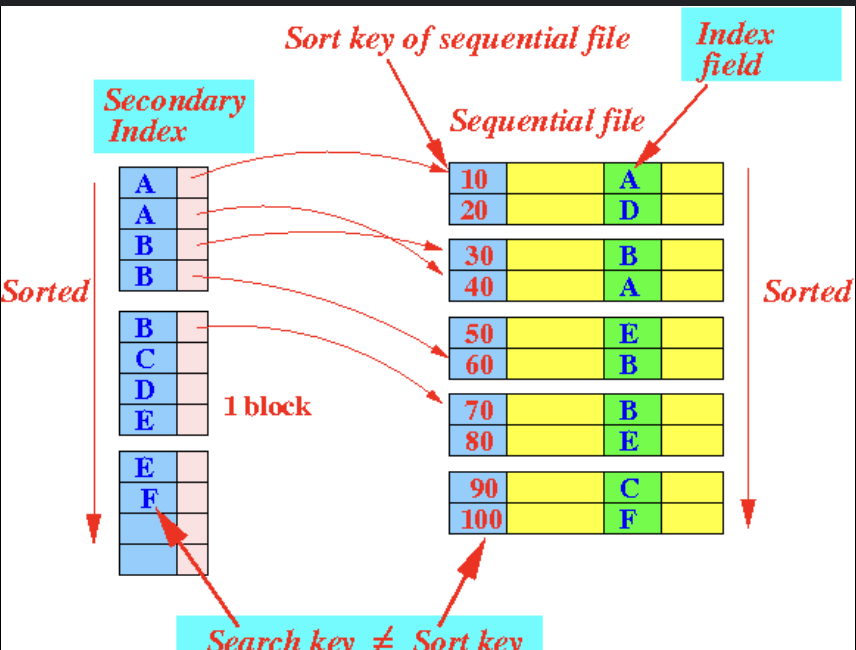 Sort key of sequential file
Index
field
Secondary
Index
Sequential file
A
A
B
B
B
C
D
E
E
F
Sorted
1 block
10 A
20 D
30 B
40 A
50 E
60 B
70 B
80 E
90 C
100 F
Sorted
Search key ≠ Sort key